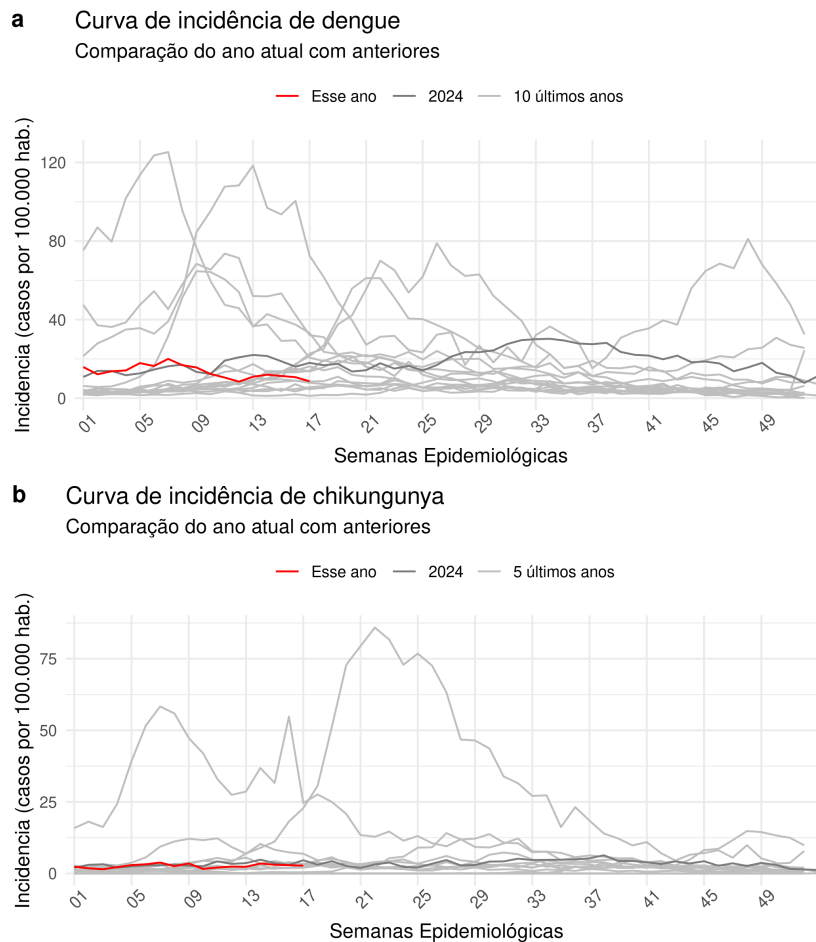 a
Curva de incidência de dengue
Comparação do ano atual com anteriores
Esse ano 2024 10 últimos anos
Incidencia (casos por 100.000 hab.)
120
80
40
0
01 05 09 13 17 21 25 29 33 37 41 45 49
Semanas Epidemiológicas
b
Curva de incidência de chikungunya
Comparação do ano atual com anteriores
Esse ano 2024 5 últimos anos
Incidencia (casos por 100.000 hab.)
75
50
25
0
01 05 09 13 17 21 25 29 33 37 41 45 49
Semanas Epidemiológicas